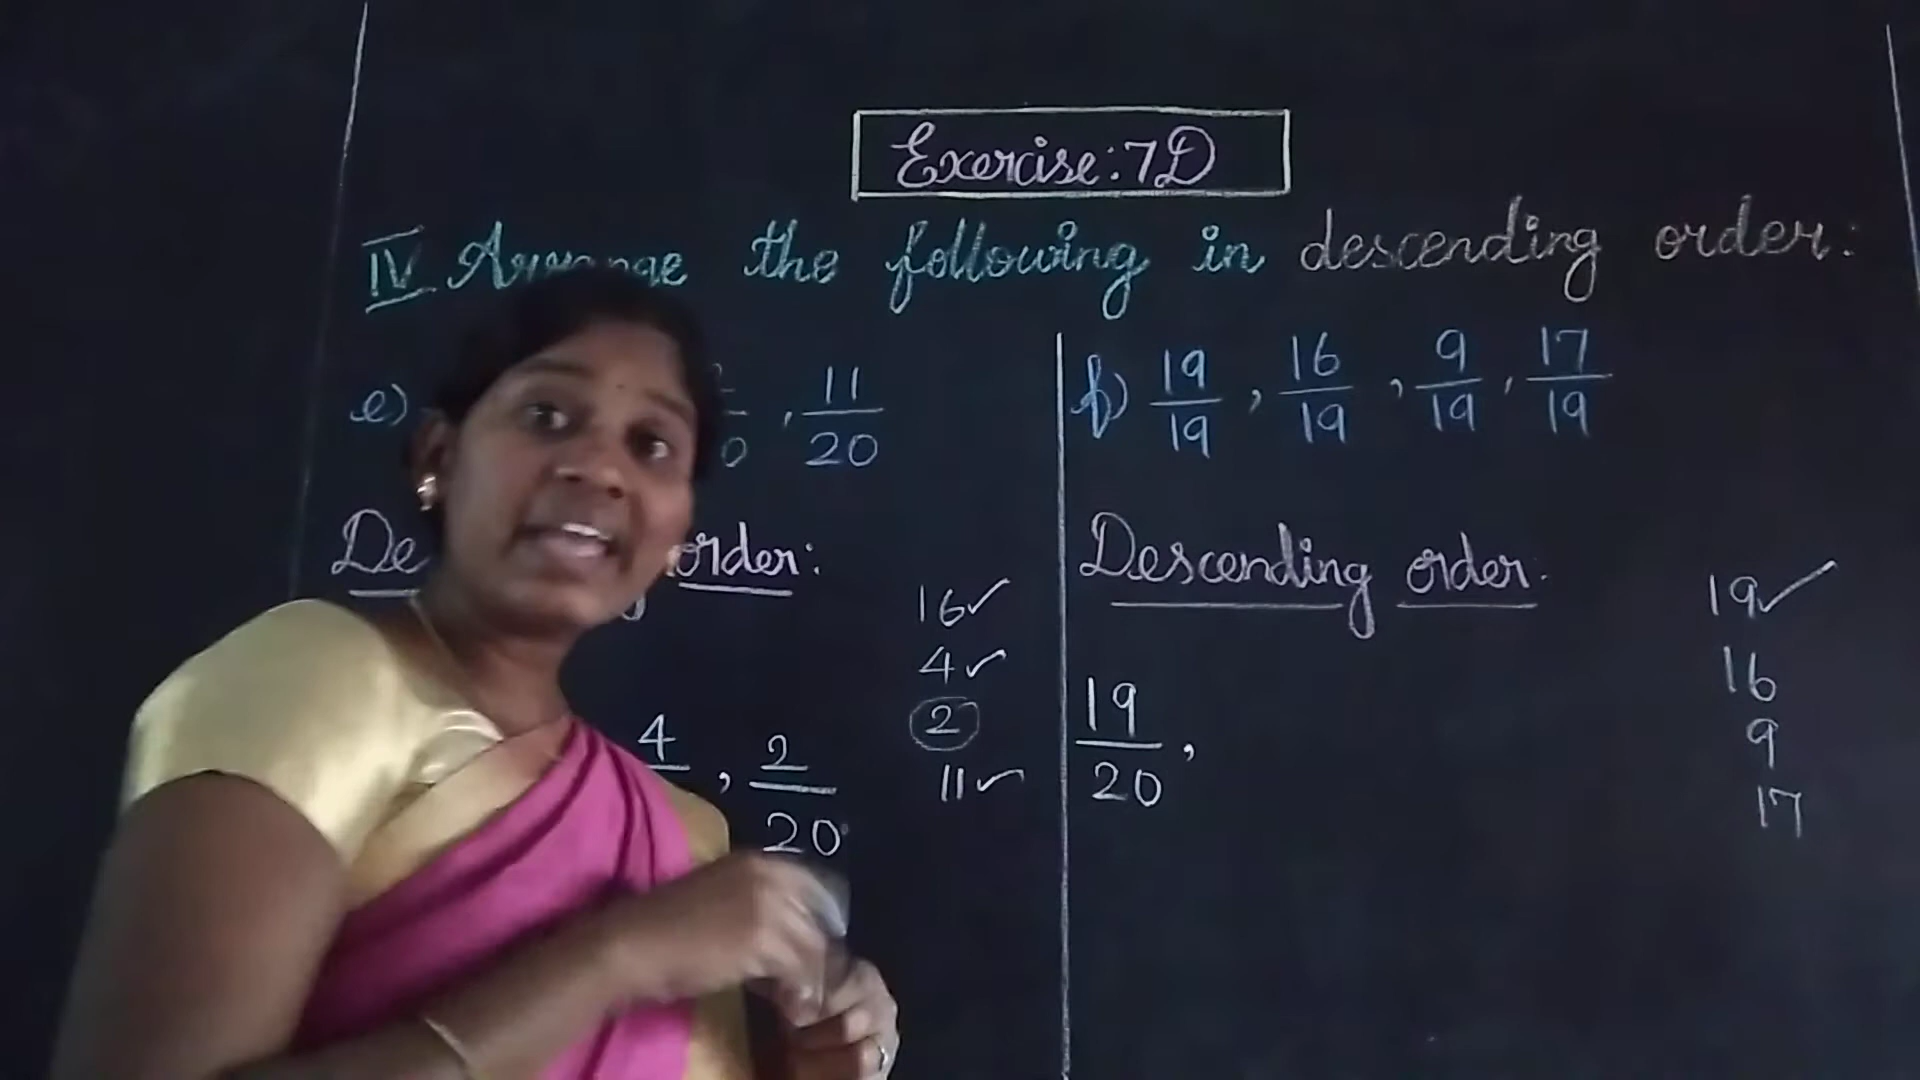 Exercise: 7D
IV the following in descending order:
e) 11/20
f) 19/19, 16/19, 9/19, 17/19
order:
16✓
4✓
2
11✓
4, 2/20
Descending order:
19✓
16
9
17
19/20,